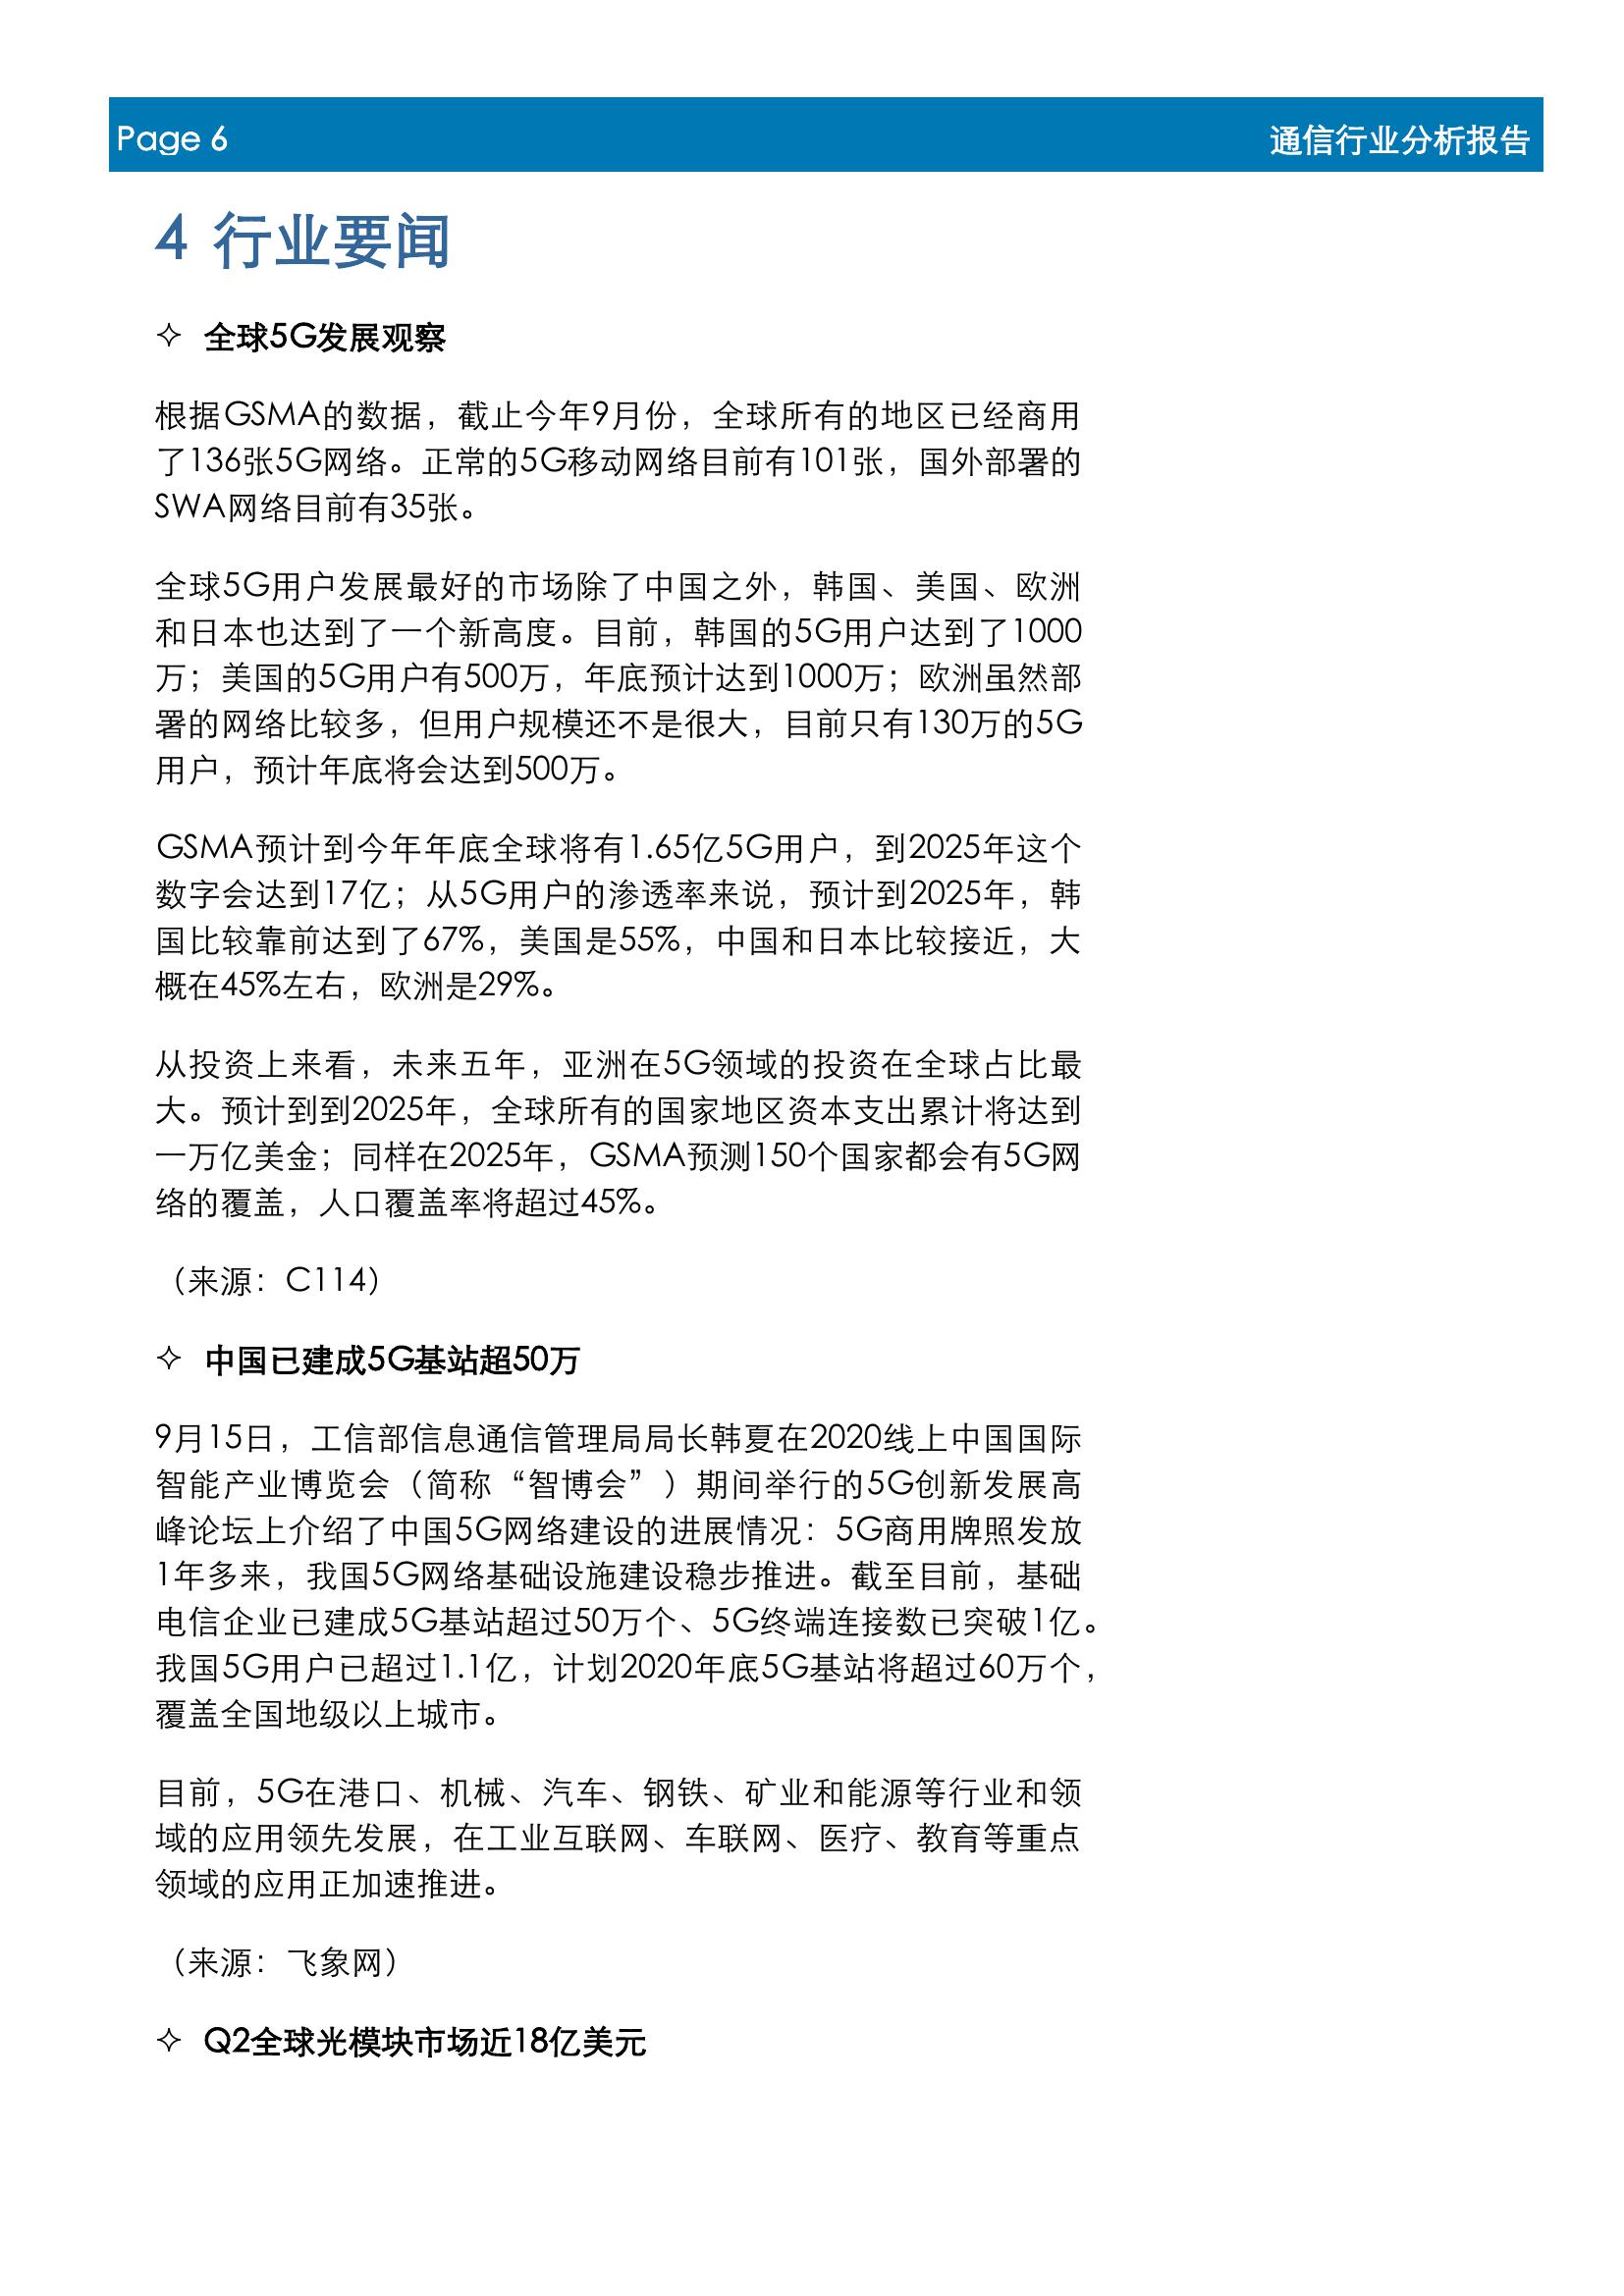 Page 6
通信行业分析报告
4 行业要闻
✧ 全球5G发展观察
根据GSMA的数据，截止今年9月份，全球所有的地区已经商用
了136张5G网络。正常的5G移动网络目前有101张，国外部署的
SWA网络目前有35张。
全球5G用户发展最好的市场除了中国之外，韩国、美国、欧洲
和日本也达到了一个新高度。目前，韩国的5G用户达到了1000
万；美国的5G用户有500万，年底预计达到1000万；欧洲虽然部
署的网络比较多，但用户规模还不是很大，目前只有130万的5G
用户，预计年底将会达到500万。
GSMA预计到今年年底全球将有1.65亿5G用户，到2025年这个
数字会达到17亿；从5G用户的渗透率来说，预计到2025年，韩
国比较靠前达到了67%，美国是55%，中国和日本比较接近，大
概在45%左右，欧洲是29%。
从投资上来看，未来五年，亚洲在5G领域的投资在全球占比最
大。预计到到2025年，全球所有的国家地区资本支出累计将达到
一万亿美金；同样在2025年，GSMA预测150个国家都会有5G网
络的覆盖，人口覆盖率将超过45%。
（来源：C114）
✧ 中国已建成5G基站超50万
9月15日，工信部信息通信管理局局长韩夏在2020线上中国国际
智能产业博览会（简称“智博会”）期间举行的5G创新发展高
峰论坛上介绍了中国5G网络建设的进展情况：5G商用牌照发放
1年多来，我国5G网络基础设施建设稳步推进。截至目前，基础
电信企业已建成5G基站超过50万个、5G终端连接数已突破1亿。
我国5G用户已超过1.1亿，计划2020年底5G基站将超过60万个，
覆盖全国地级以上城市。
目前，5G在港口、机械、汽车、钢铁、矿业和能源等行业和领
域的应用领先发展，在工业互联网、车联网、医疗、教育等重点
领域的应用正加速推进。
（来源：飞象网）
✧ Q2全球光模块市场近18亿美元